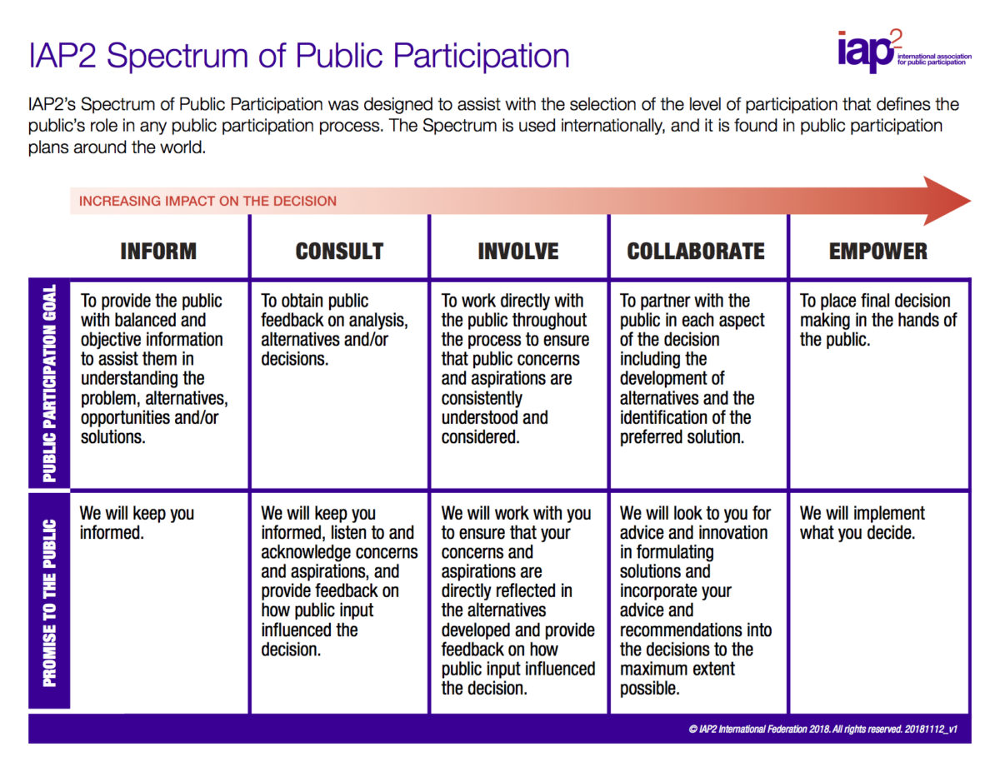 IAP2 Spectrum of Public Participation
iap2
international association
for public participation
IAP2's Spectrum of Public Participation was designed to assist with the selection of the level of participation that defines the
public's role in any public participation process. The Spectrum is used internationally, and it is found in public participation
plans around the world.
INCREASING IMPACT ON THE DECISION
INFORM
CONSULT
INVOLVE
COLLABORATE
EMPOWER
PUBLIC PARTICIPATION GOAL
To provide the public
with balanced and
objective information
to assist them in
understanding the
problem, alternatives,
opportunities and/or
solutions.
To obtain public
feedback on analysis,
alternatives and/or
decisions.
To work directly with
the public throughout
the process to ensure
that public concerns
and aspirations are
consistently
understood and
considered.
To partner with the
public in each aspect
of the decision
including the
development of
alternatives and the
identification of the
preferred solution.
To place final decision
making in the hands of
the public.
PROMISE TO THE PUBLIC
We will keep you
informed.
We will keep you
informed, listen to and
acknowledge concerns
and aspirations, and
provide feedback on
how public input
influenced the
decision.
We will work with you
to ensure that your
concerns and
aspirations are
directly reflected in
the alternatives
developed and provide
feedback on how
public input influenced
the decision.
We will look to you for
advice and innovation
in formulating
solutions and
incorporate your
advice and
recommendations into
the decisions to the
maximum extent
possible.
We will implement
what you decide.
© IAP2 International Federation 2018. All rights reserved. 20181112_v1